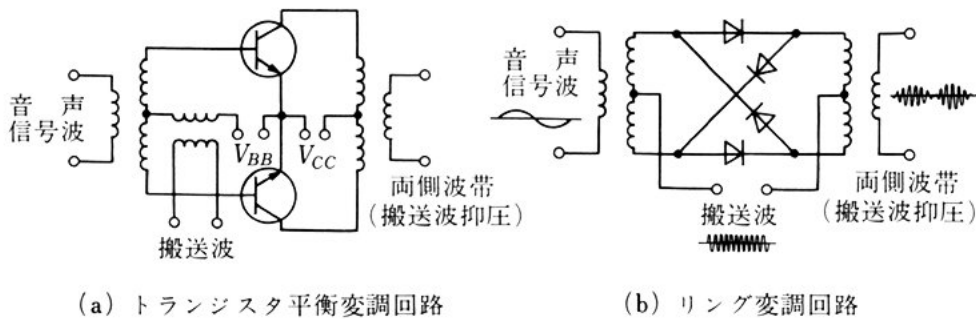 音声
信号波
V_BB
V_CC
搬送波
両側波帯
(搬送波抑圧)
(a) トランジスタ平衡変調回路
音声
信号波
搬送波
両側波帯
(搬送波抑圧)
(b) リング変調回路